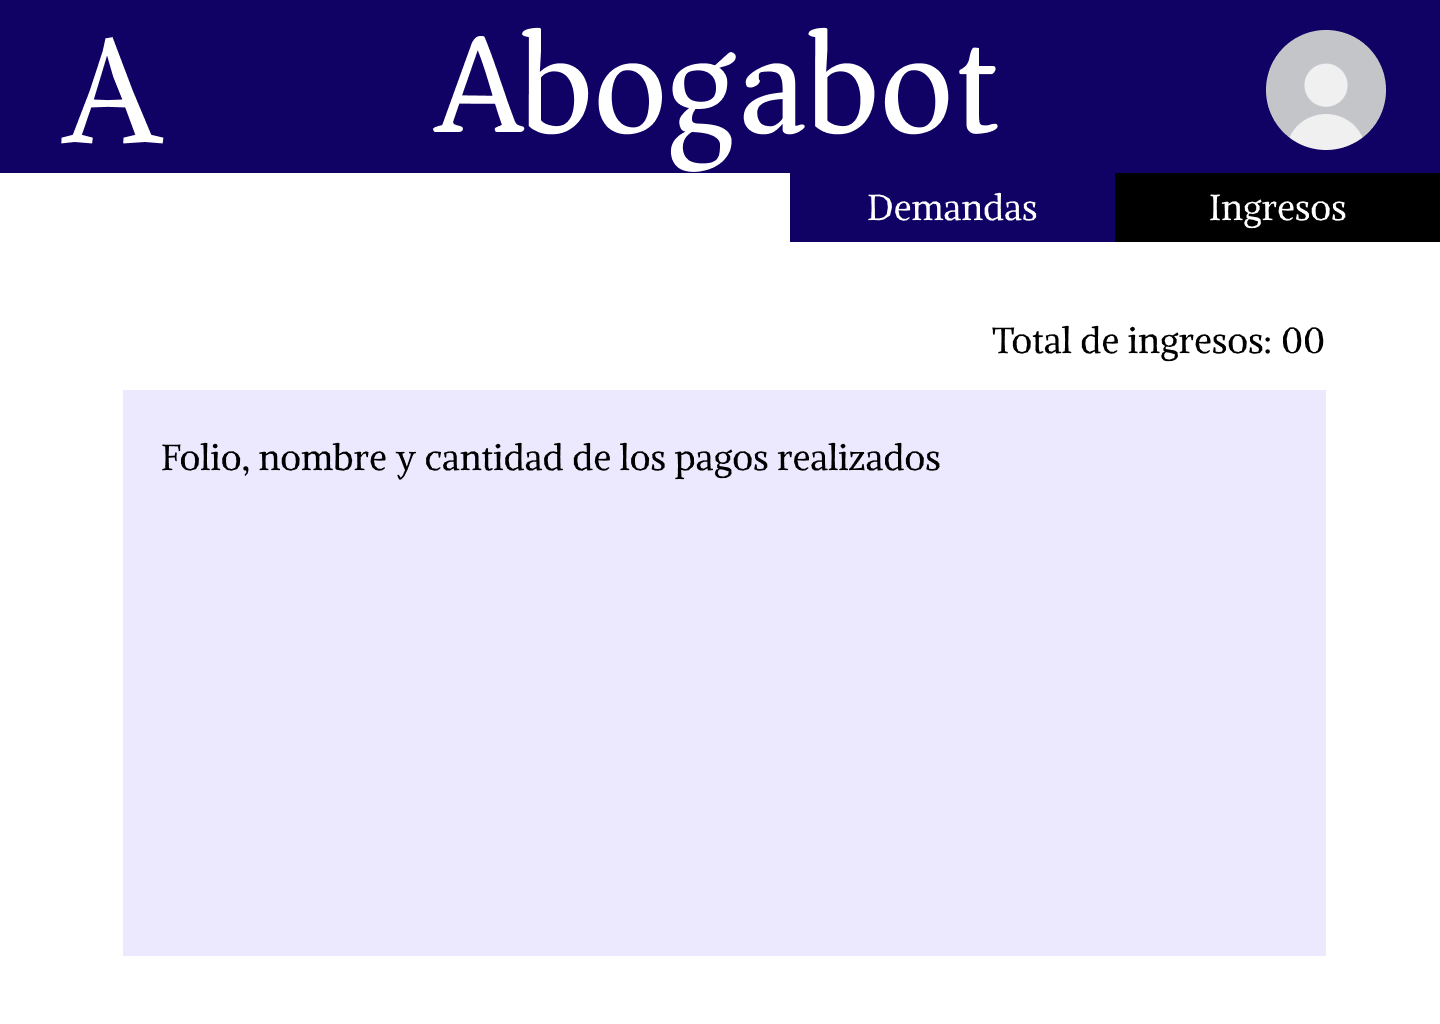 A
Abogabot
Demandas
Ingresos
Total de ingresos: 00
Folio, nombre y cantidad de los pagos realizados